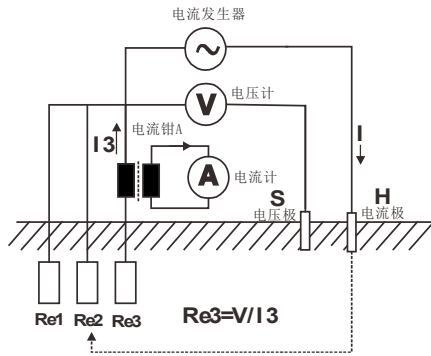 电流发生器
V
电压计
电流钳A
I3
A
电流计
I
S
电压极
H
电流极
Re1
Re2
Re3
Re3=V/I3